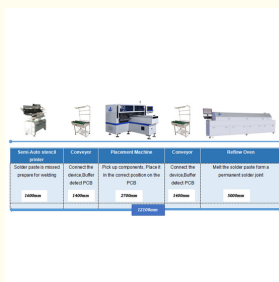 Semi-Auto stencil
printer
Conveyor
Placement Machine
Conveyor
Reflow Oven
Solder paste is missed
prepare for welding
Connect the
device,Buffer
detect PCB
Pick up components, Place it
in the correct position on the
PCB
Connect the
device,Buffer
detect PCB
Melt the solder paste form a
permanent solder joint
1600mm
1400mm
2700mm
1400mm
5000mm
12100mm